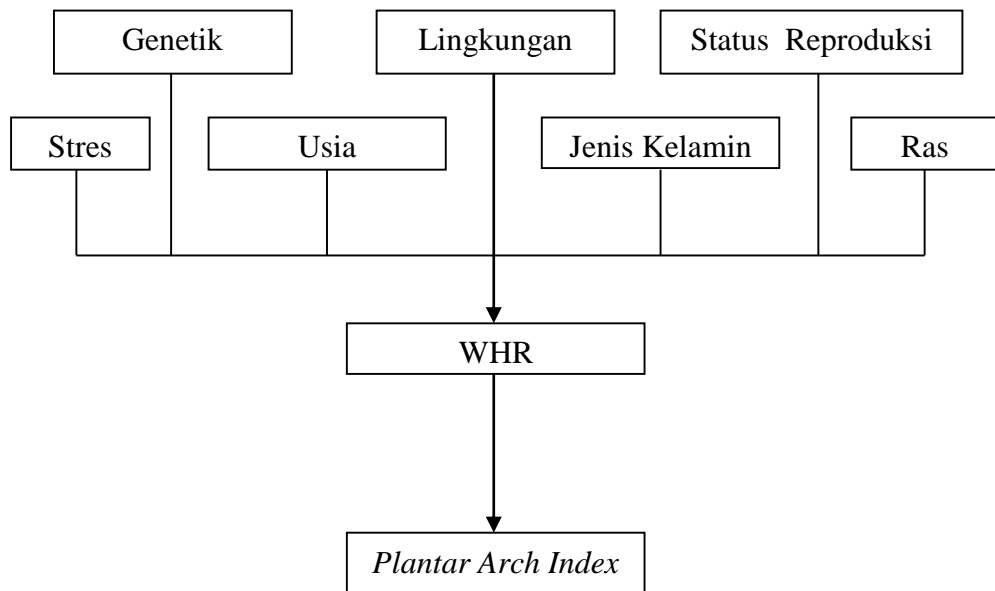 Genetik
Lingkungan
Status Reproduksi
Stres
Usia
Jenis Kelamin
Ras
WHR
Plantar Arch Index